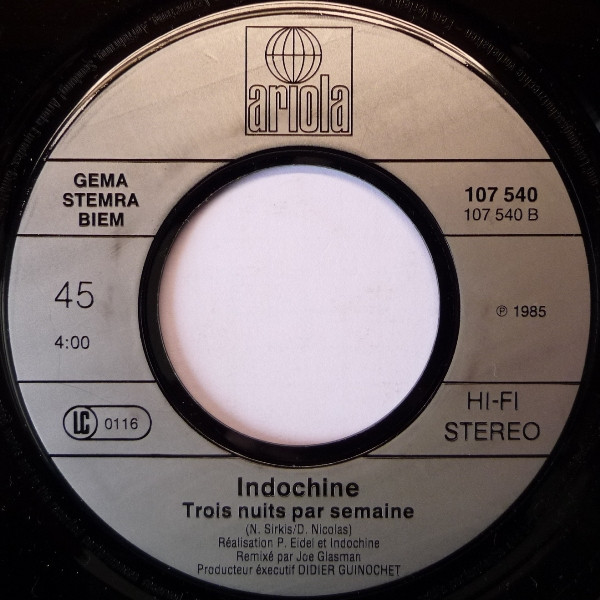 ariola
GEMA
STEMRA
BIEM
107 540
107 540 B
45
4:00
℗ 1985
LC 0116
HI-FI
STEREO
Indochine
Trois nuits par semaine
(N. Sirkis/D. Nicolas)
Réalisation P. Eidel et Indochine
Remixé par Joe Glasman
Producteur éxecutif DIDIER GUINOCHET